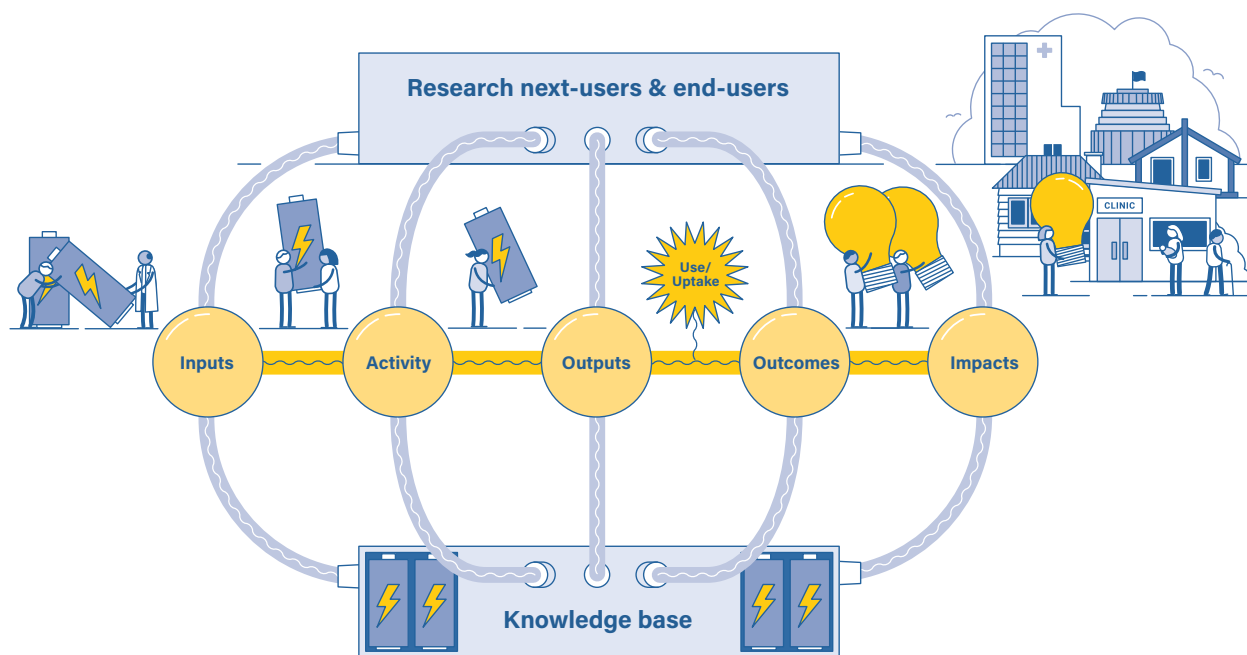 Research next-users & end-users
CLINIC
Use/
Uptake
Inputs
Activity
Outputs
Outcomes
Impacts
Knowledge base